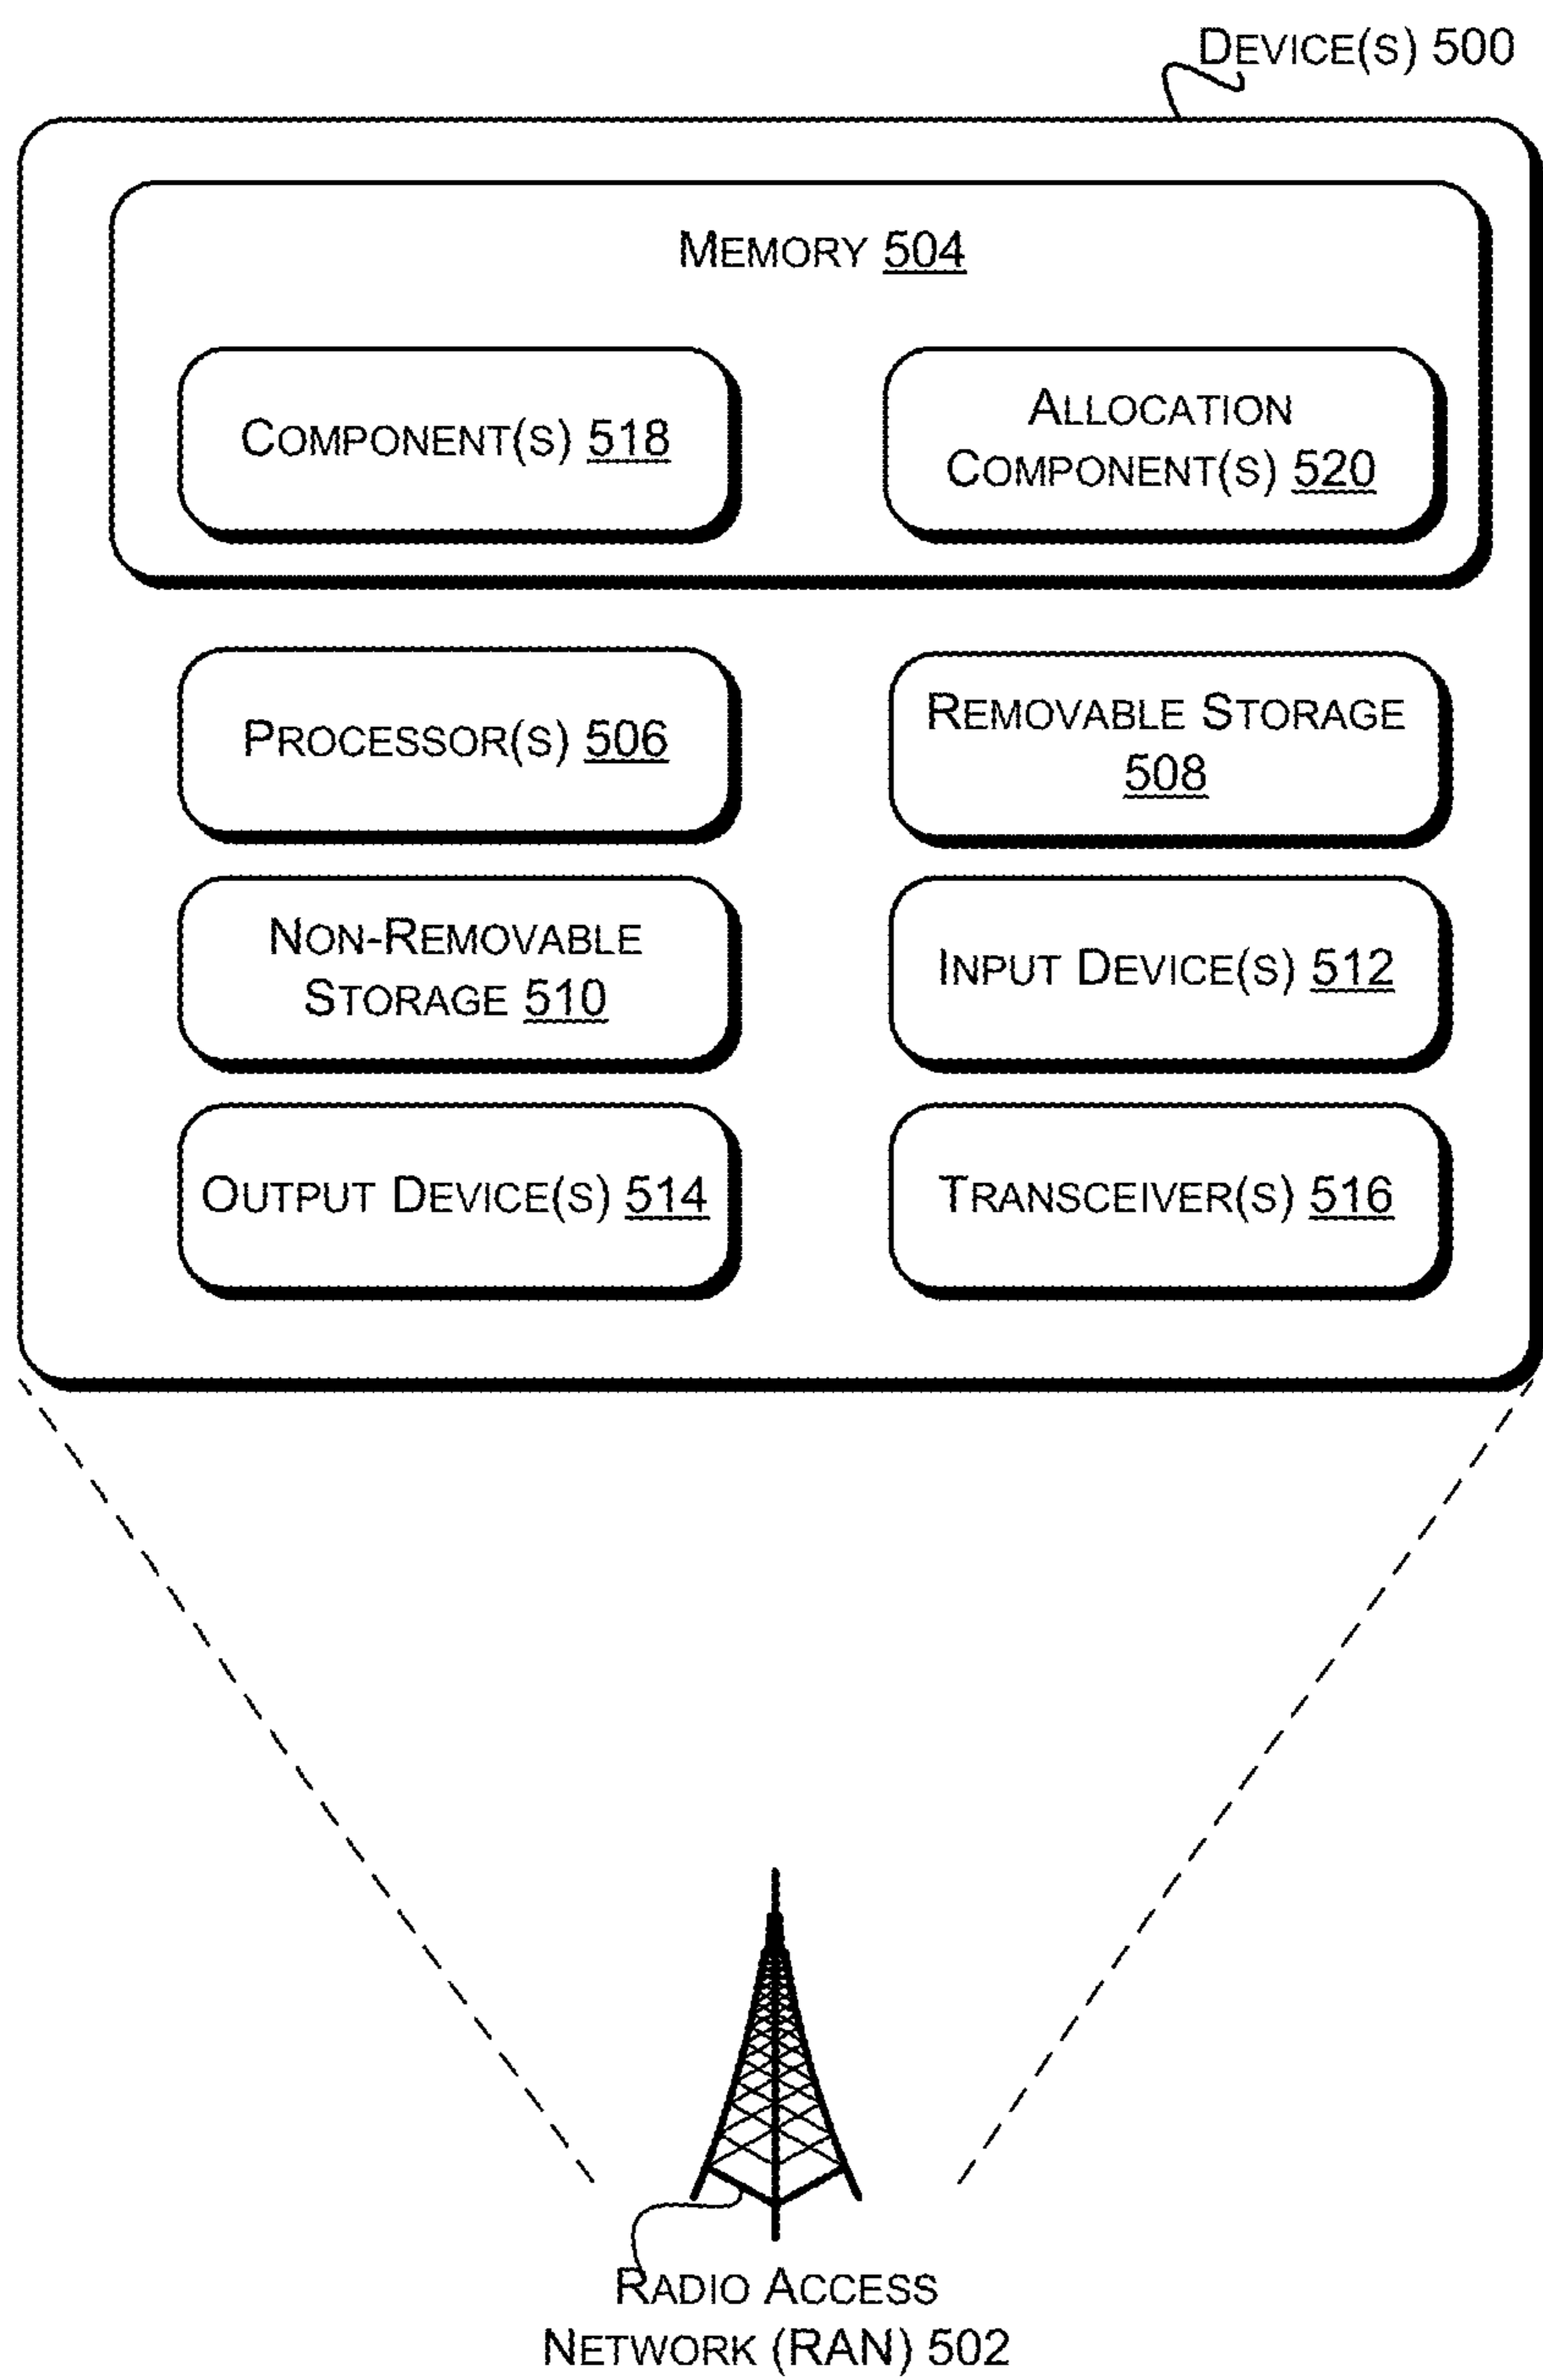 DEVICE(S) 500
MEMORY 504
COMPONENT(S) 518
ALLOCATION
COMPONENT(S) 520
PROCESSOR(S) 506
REMOVABLE STORAGE
508
NON-REMOVABLE
STORAGE 510
INPUT DEVICE(S) 512
OUTPUT DEVICE(S) 514
TRANSCEIVER(S) 516
RADIO ACCESS
NETWORK (RAN) 502